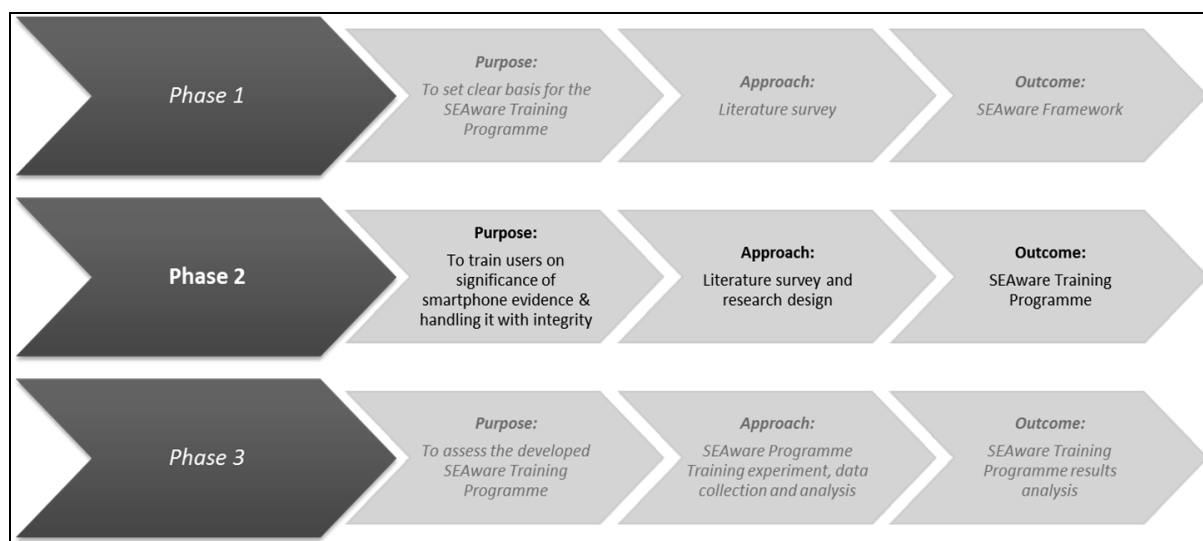 Phase 1
Purpose:
To set clear basis for the
SEAware Training
Programme
Approach:
Literature survey
Outcome:
SEAware Framework
Phase 2
Purpose:
To train users on
significance of
smartphone evidence &
handling it with integrity
Approach:
Literature survey and
research design
Outcome:
SEAware Training
Programme
Phase 3
Purpose:
To assess the developed
SEAware Training
Programme
Approach:
SEAware Programme
Training experiment, data
collection and analysis
Outcome:
SEAware Training
Programme results
analysis